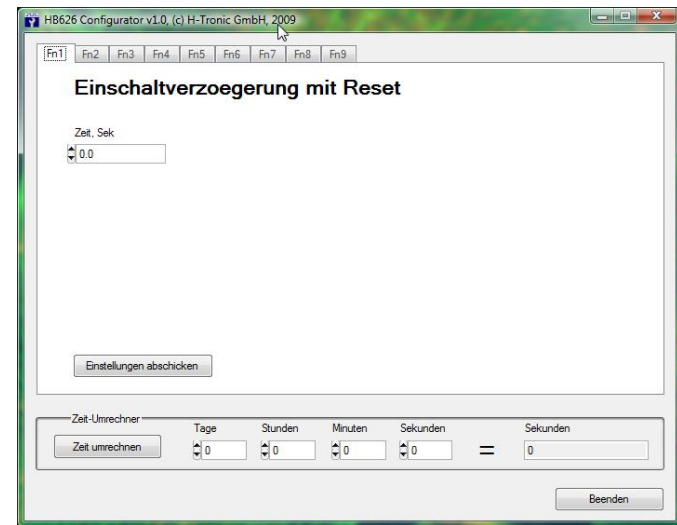 HB626 Configurator v1.0, (c) H-Tronic GmbH, 2009
Fn1 Fn2 Fn3 Fn4 Fn5 Fn6 Fn7 Fn8 Fn9
Einschaltverzoegerung mit Reset
Zeit, Sek
0.0
Einstellungen abschicken
Zeit-Umrechner
Tage Stunden Minuten Sekunden Sekunden
Zeit umrechnen 0 0 0 0 = 0
Beenden